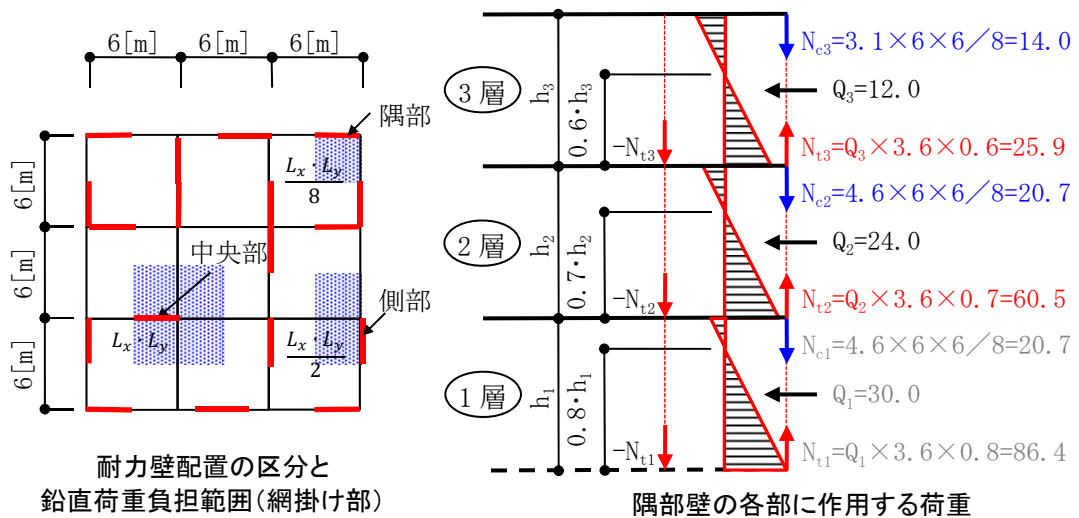 6[m] 6[m] 6[m]
6[m]
6[m]
6[m]
隅部
Lx・Ly
8
中央部
側部
Lx・Ly
Lx・Ly
2
耐力壁配置の区分と
鉛直荷重負担範囲(網掛け部)
Nc3=3.1×6×6/8=14.0
3層
h3
0.6・h3
Q3=12.0
-Nt3
Nt3=Q3×3.6×0.6=25.9
Nc2=4.6×6×6/8=20.7
2層
h2
0.7・h2
Q2=24.0
-Nt2
Nt2=Q2×3.6×0.7=60.5
Nc1=4.6×6×6/8=20.7
1層
h1
0.8・h1
Q1=30.0
-Nt1
Nt1=Q1×3.6×0.8=86.4
隅部壁の各部に作用する荷重